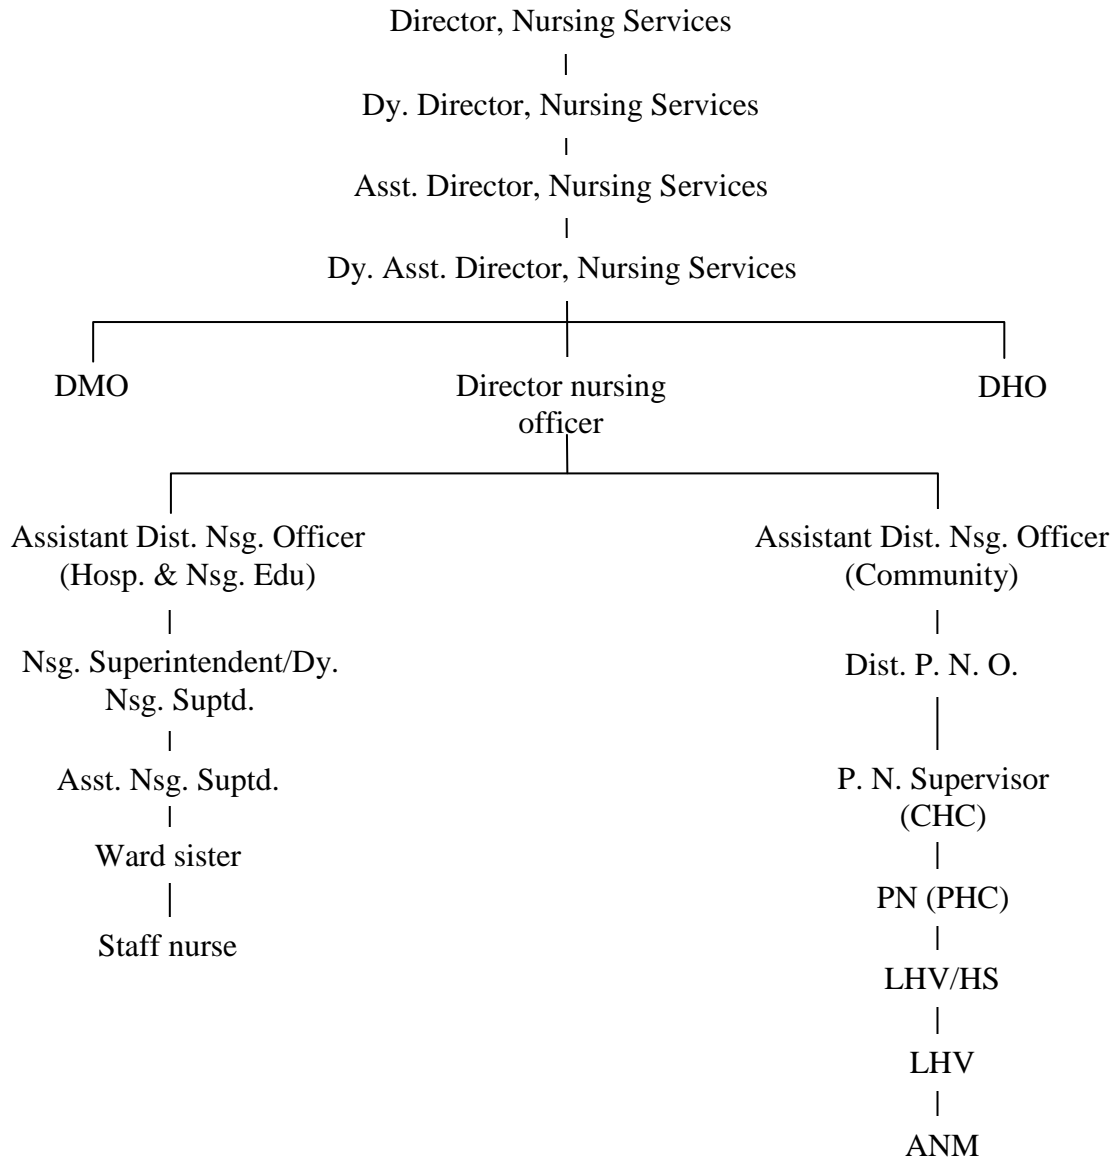 Director, Nursing Services
Dy. Director, Nursing Services
Asst. Director, Nursing Services
Dy. Asst. Director, Nursing Services
DMO
Director nursing
officer
DHO
Assistant Dist. Nsg. Officer
(Hosp. & Nsg. Edu)
Nsg. Superintendent/Dy.
Nsg. Suptd.
Asst. Nsg. Suptd.
Ward sister
Staff nurse
Assistant Dist. Nsg. Officer
(Community)
Dist. P. N. O.
P. N. Supervisor
(CHC)
PN (PHC)
LHV/HS
LHV
ANM